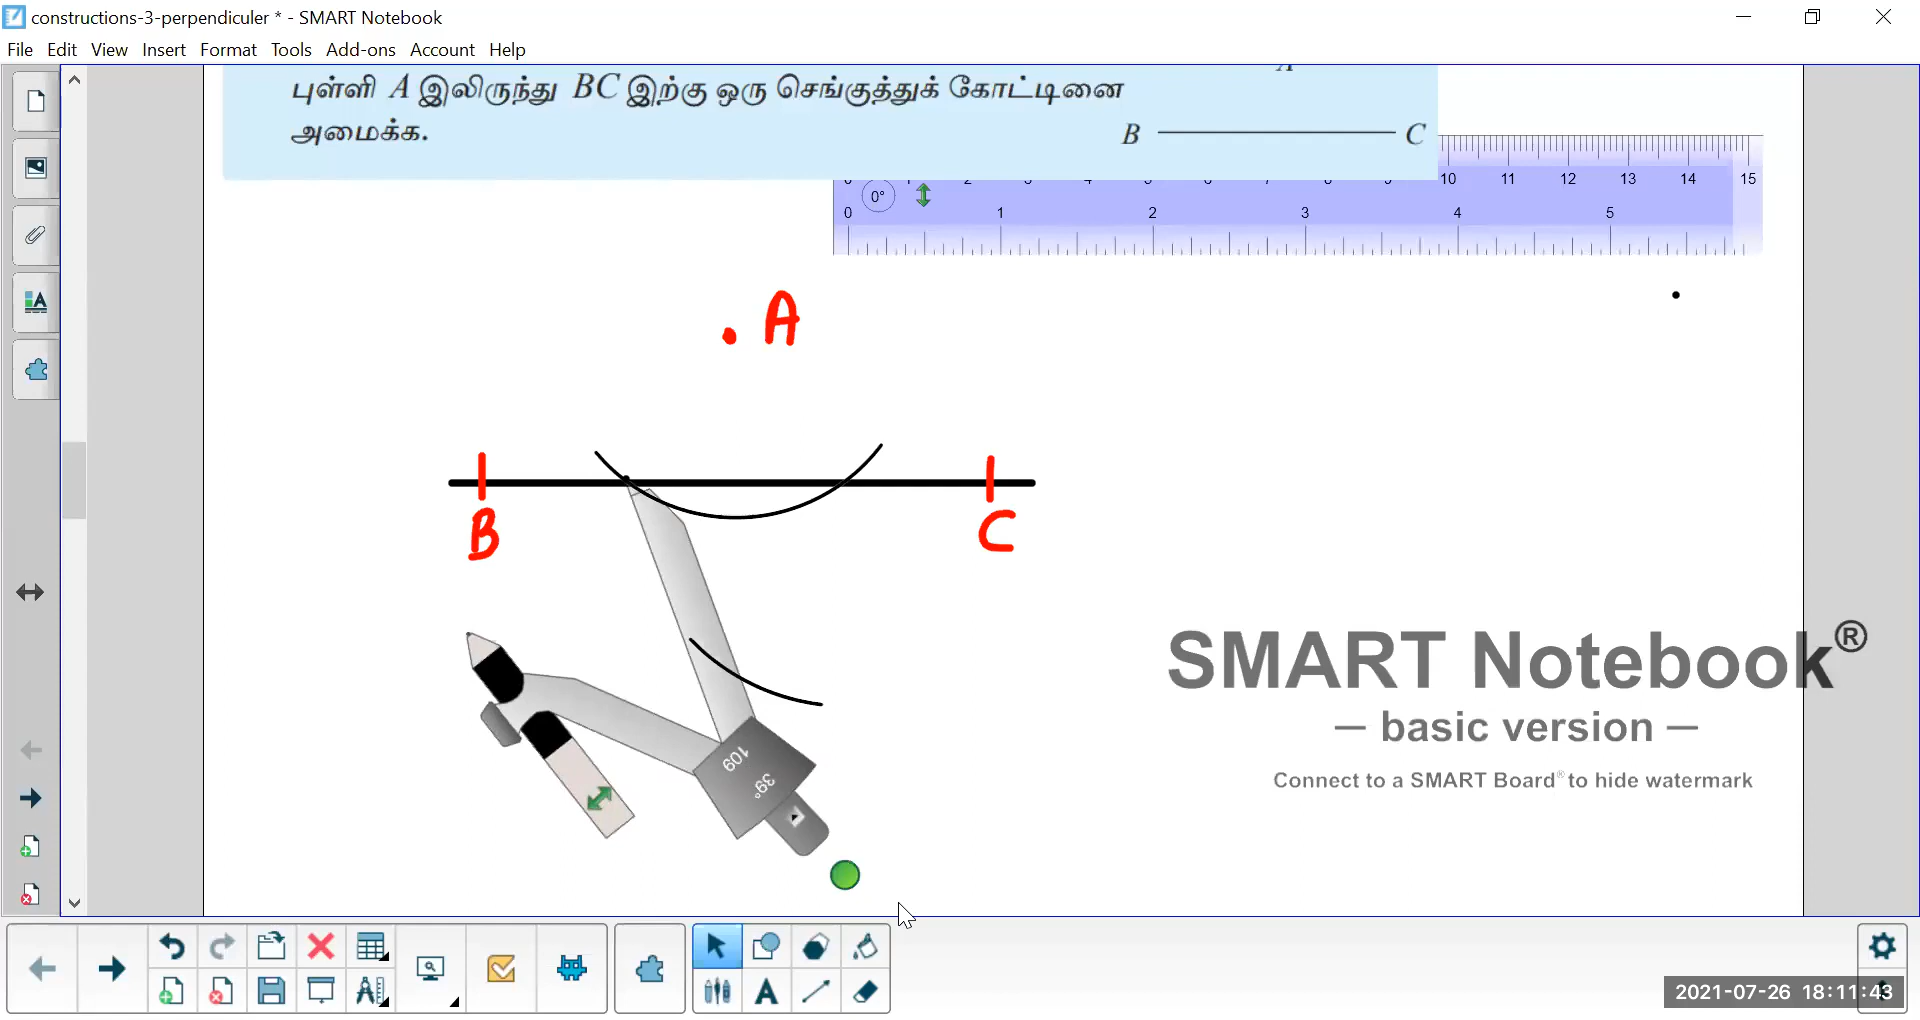 constructions-3-perpendiculer * - SMART Notebook
File Edit View Insert Format Tools Add-ons Account Help
புள்ளி A இலிருந்து BC இற்கு ஒரு செங்குத்துக் கோட்டினை
அமைக்க.
B C
10 11 12 13 14 15
0°
0 1 2 3 4 5
A
B
C
109
39°
SMART Notebook®
— basic version —
Connect to a SMART Board® to hide watermark
2021-07-26 18:11:43